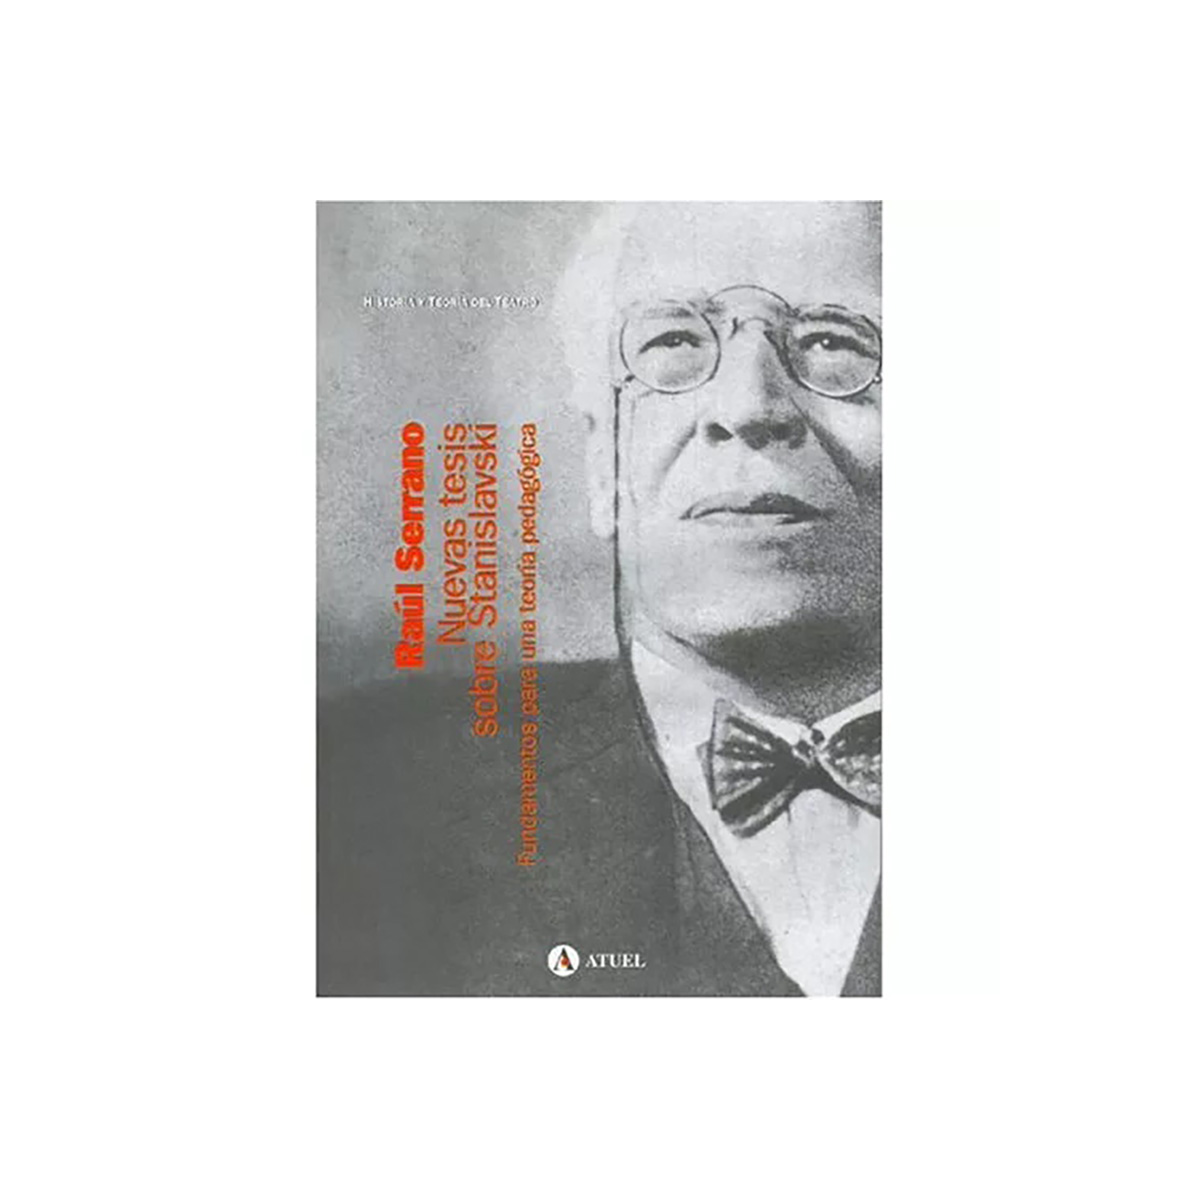 HISTORIA Y TEORÍA DEL TEATRO
Raúl Serrano
Nuevas tesis
sobre Stanislavski
Fundamentos para una teoría pedagógica
A ATUEL